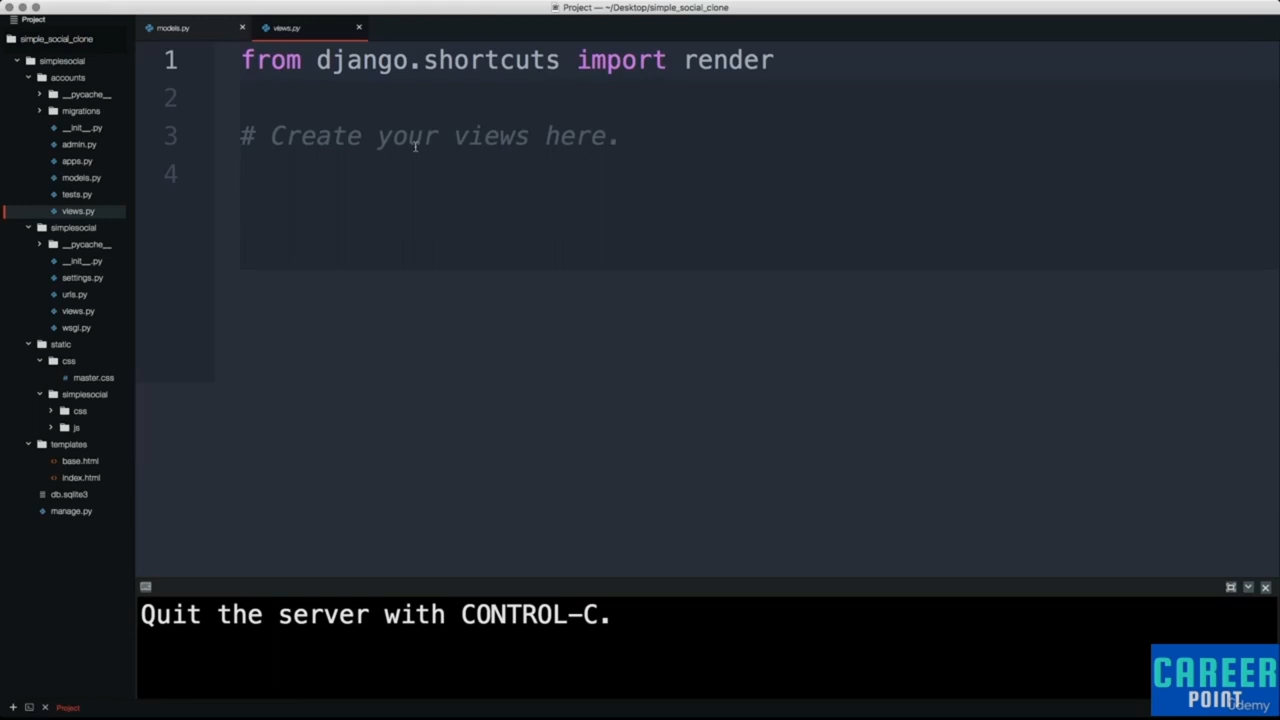 Project — ~/Desktop/simple_social_clone
Project
simple_social_clone
simplesocial
accounts
__pycache__
migrations
__init__.py
admin.py
apps.py
models.py
tests.py
views.py
simplesocial
__pycache__
__init__.py
settings.py
urls.py
views.py
wsgi.py
static
css
master.css
simplesocial
css
js
templates
base.html
index.html
db.sqlite3
manage.py
models.py
views.py
1 from django.shortcuts import render
2
3 # Create your views here.
4
Quit the server with CONTROL-C.
Project
CAREER
POINT
Udemy